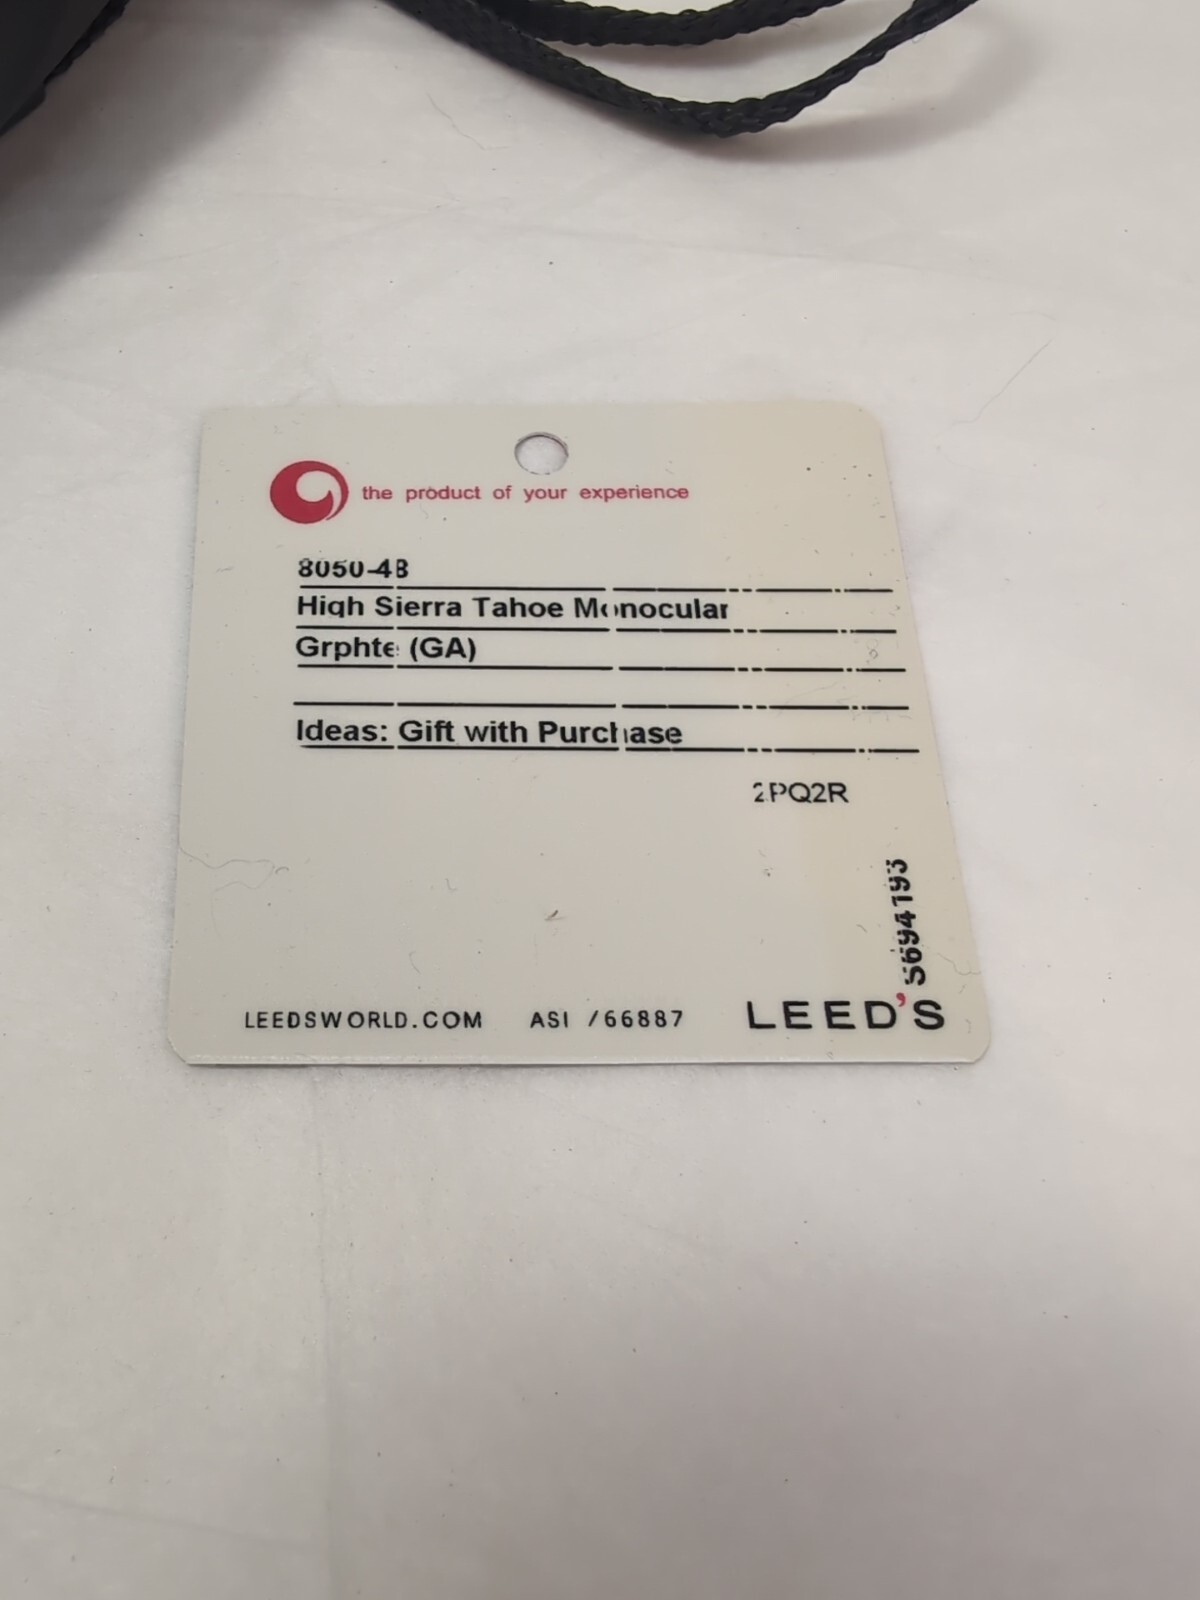 the product of your experience
8050-48
High Sierra Tahoe Monocular
Grphte (GA)
Ideas: Gift with Purchase
2PQ2R
S694193
LEEDSWORLD.COM ASI /66887 LEED'S